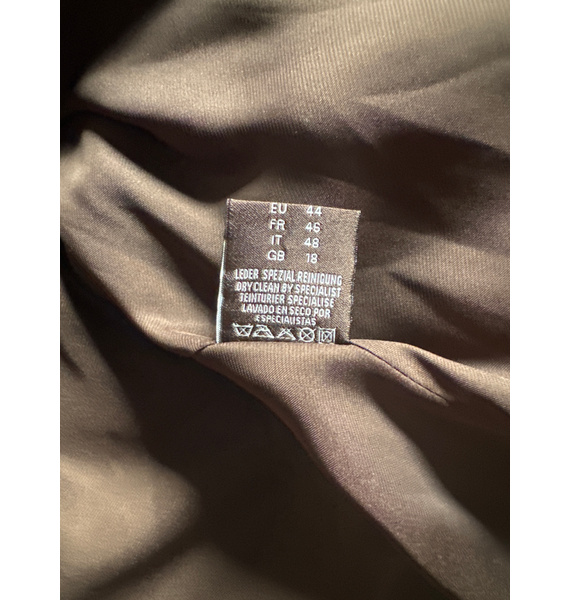 EU 44
FR 46
IT 48
GB 18
LEDER SPEZIAL REINIGUNG
DRY CLEAN BY SPECIALIST
TEINTURIER SPECIALISE
LAVADO EN SECO POR
ESPECIALISTAS